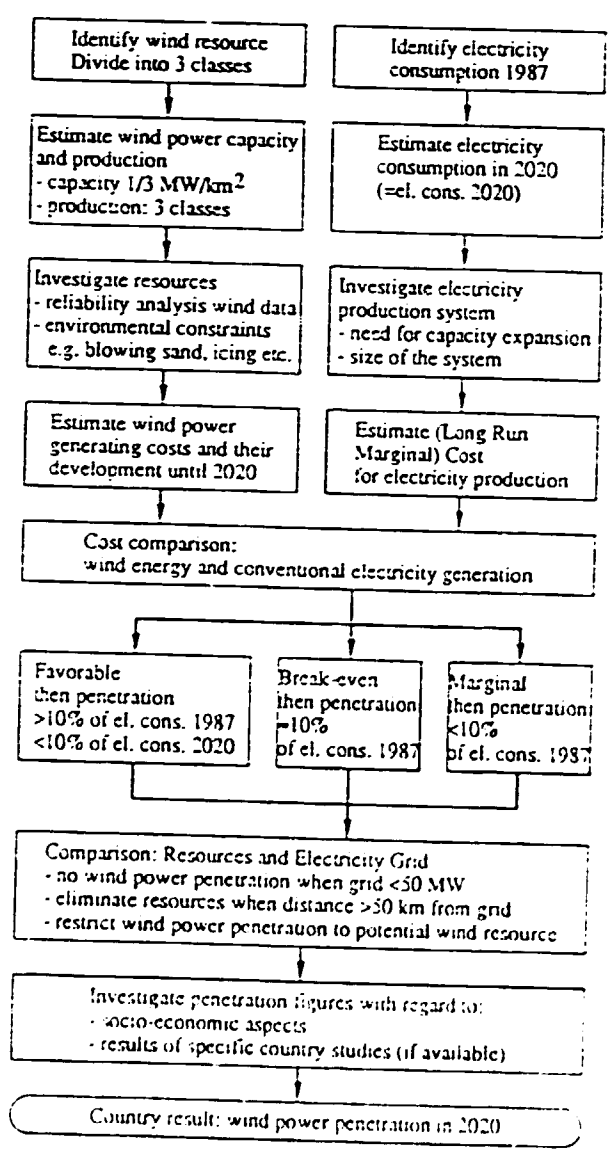 Identify wind resource
Divide into 3 classes
Identify electricity
consumption 1987
Estimate wind power capacity
and production
- capacity 1/3 MW/km2
- production: 3 classes
Estimate electricity
consumption in 2020
(=el. cons. 2020)
Investigate resources
- reliability analysis wind data
- environmental constraints
e.g. blowing sand, icing etc.
Investigate electricity
production system
- need for capacity expansion
- size of the system
Estimate wind power
generating costs and their
development until 2020
Estimate (Long Run
Marginal) Cost
for electricity production
Cost comparison:
wind energy and conventional electricity generation
Favorable
then penetration
>10% of el. cons. 1987
<10% of el. cons. 2020
Break-even
then penetration
=10%
of el. cons. 1987
Marginal
then penetration
<10%
of el. cons. 1987
Comparison: Resources and Electricity Grid
- no wind power penetration when grid <50 MW
- eliminate resources when distance >50 km from grid
- restrict wind power penetration to potential wind resource
Investigate penetration figures with regard to:
- socio-economic aspects
- results of specific country studies (if available)
Country result: wind power penetration in 2020